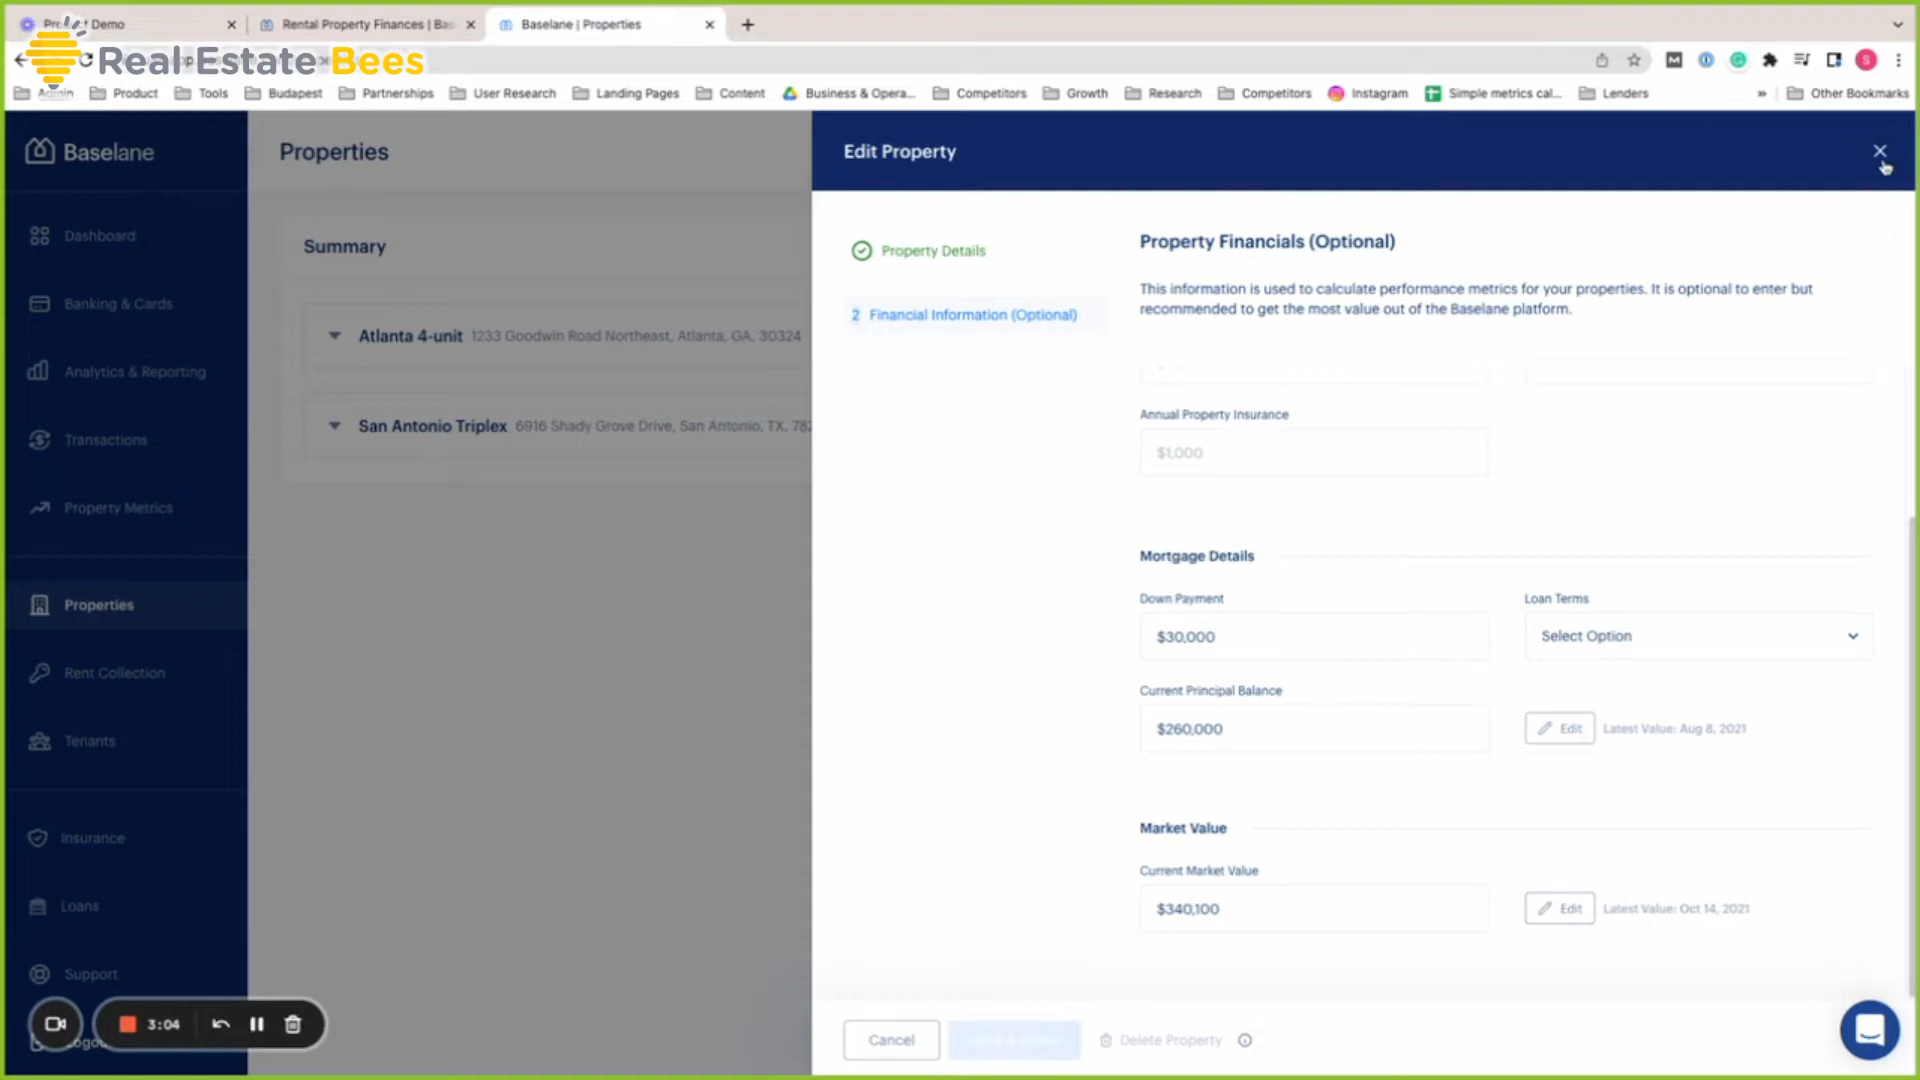 Demo
Rental Property Finances | Bas
Baselane | Properties
Real Estate Bees
Admin
Product
Tools
Budapest
Partnerships
User Research
Landing Pages
Content
Business & Opera...
Competitors
Growth
Research
Competitors
Instagram
Simple metrics cal...
Lenders
»
Other Bookmarks
Baselane
Properties
Edit Property
Dashboard
Banking & Cards
Analytics & Reporting
Transactions
Property Metrics
Properties
Rent Collection
Tenants
Insurance
Loans
Support
Summary
Atlanta 4-unit 1233 Goodwin Road Northeast, Atlanta, GA, 30324
San Antonio Triplex 6916 Shady Grove Drive, San Antonio, TX, 782
Property Details
2 Financial Information (Optional)
Property Financials (Optional)
This information is used to calculate performance metrics for your properties. It is optional to enter but
recommended to get the most value out of the Baselane platform.
Annual Property Insurance
$1,000
Mortgage Details
Down Payment
Loan Terms
$30,000
Select Option
Current Principal Balance
$260,000
Edit
Latest Value: Aug 8, 2021
Market Value
Current Market Value
$340,100
Edit
Latest Value: Oct 14, 2021
3:04
Cancel
Delete Property